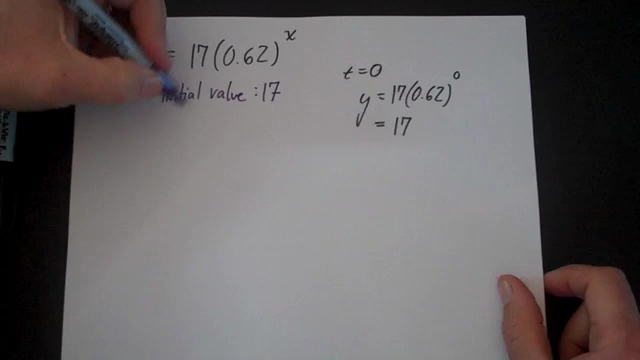 = 17(0.62)^x
initial value : 17
t = 0
y = 17(0.62)^0
= 17